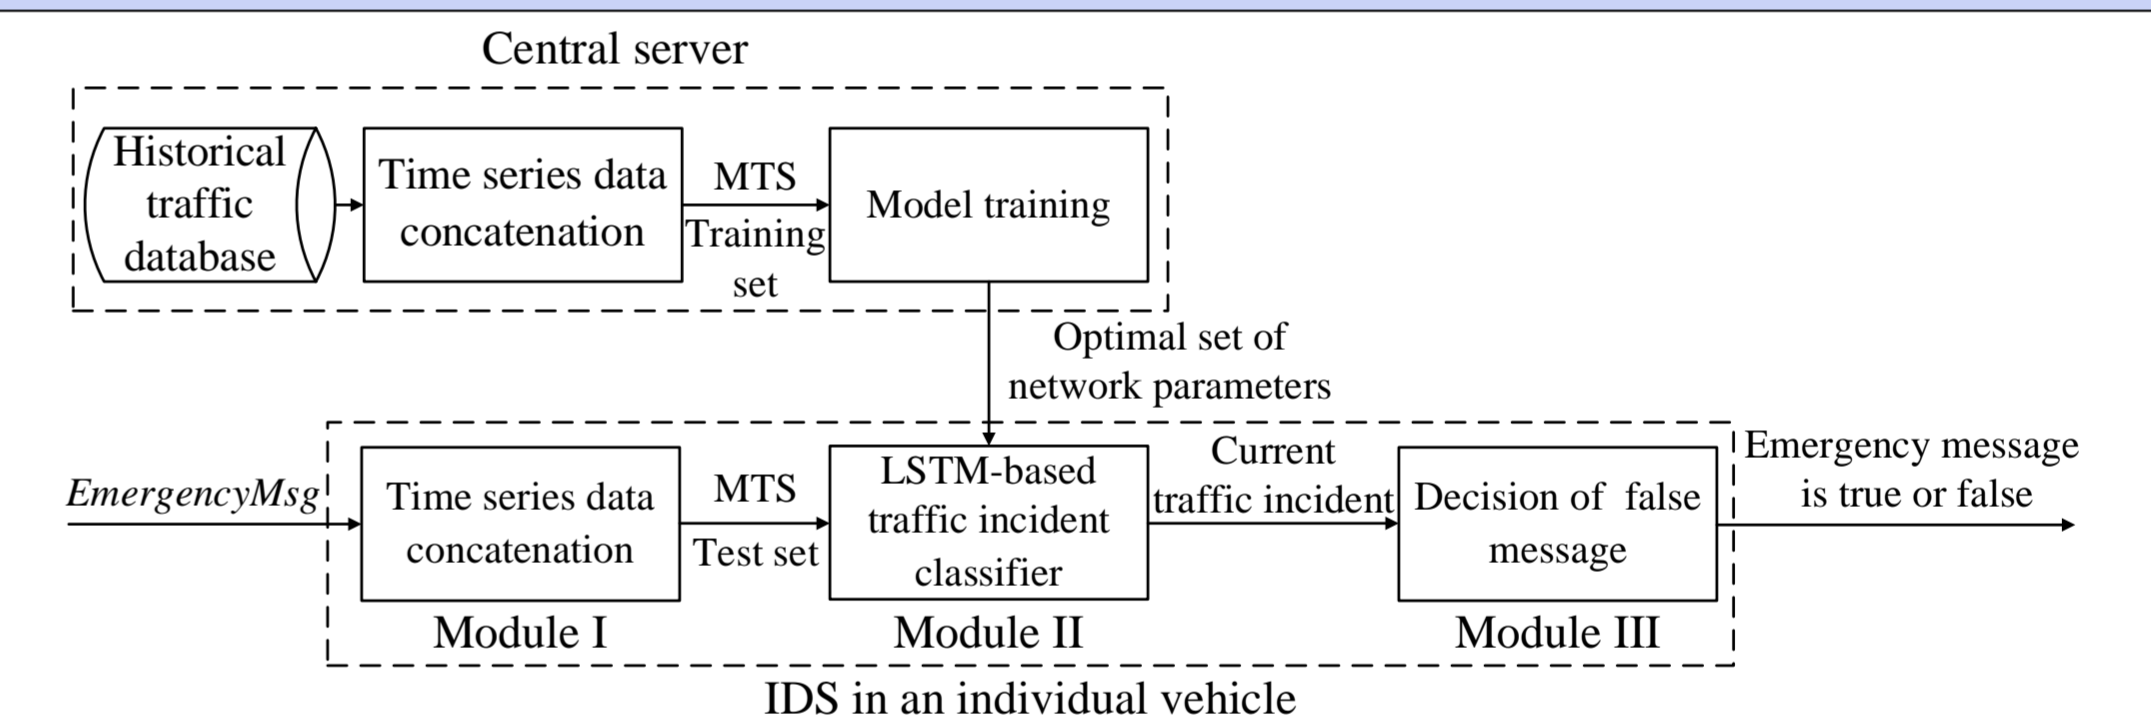 Central server
Historical
traffic
database
Time series data
concatenation
MTS
Training
set
Model training
Optimal set of
network parameters
EmergencyMsg
Time series data
concatenation
Module I
MTS
Test set
LSTM-based
traffic incident
classifier
Module II
Current
traffic incident
Decision of false
message
Module III
Emergency message
is true or false
IDS in an individual vehicle